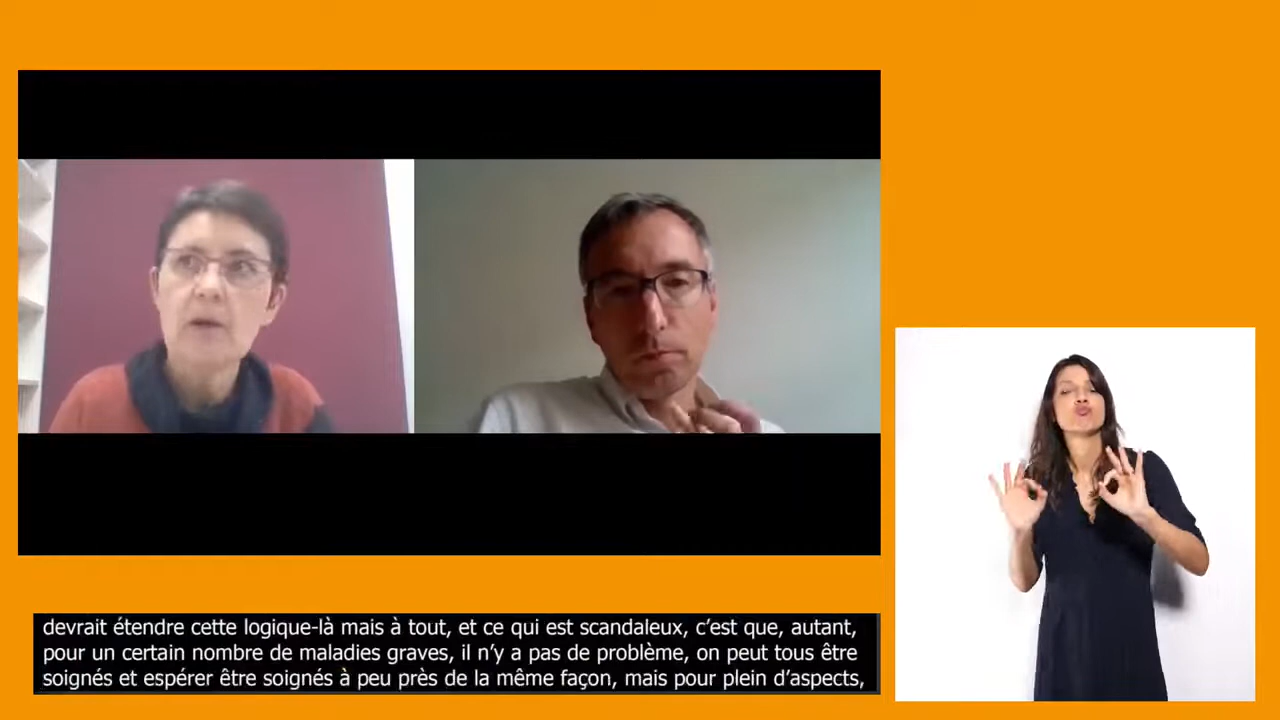 devrait étendre cette logique-là mais à tout, et ce qui est scandaleux, c’est que, autant,
pour un certain nombre de maladies graves, il n’y a pas de problème, on peut tous être
soignés et espérer être soignés à peu près de la même façon, mais pour plein d’aspects,